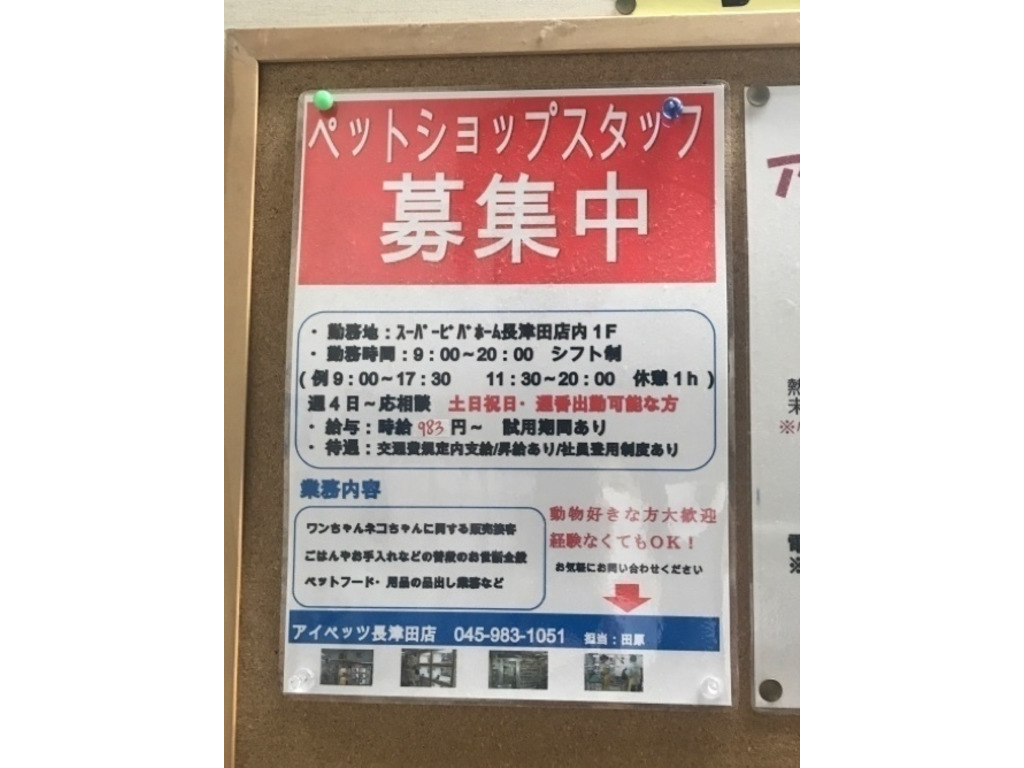 ペットショップスタッフ
募集中
・勤務地：ｽｰﾊﾟｰﾋﾞﾊﾞﾎｰﾑ長津田店内１F
・勤務時間：9：00～20：00　シフト制
(例9：00～17：30　11：30～20：00　休憩1h)
週４日～応相談　土日祝日・遅番出勤可能な方
・給与：時給983円～　試用期間あり
・待遇：交通費規定内支給/昇給あり/社員登用制度あり
業務内容
ワンちゃんネコちゃんに関する販売接客
ごはんやお手入れなどの普段のお世話全般
ペットフード・用品の品出し業務など
動物好きな方大歓迎
経験なくてもOK！
お気軽にお問い合わせください
アイペッツ長津田店　045-983-1051　担当：田原
熱
末